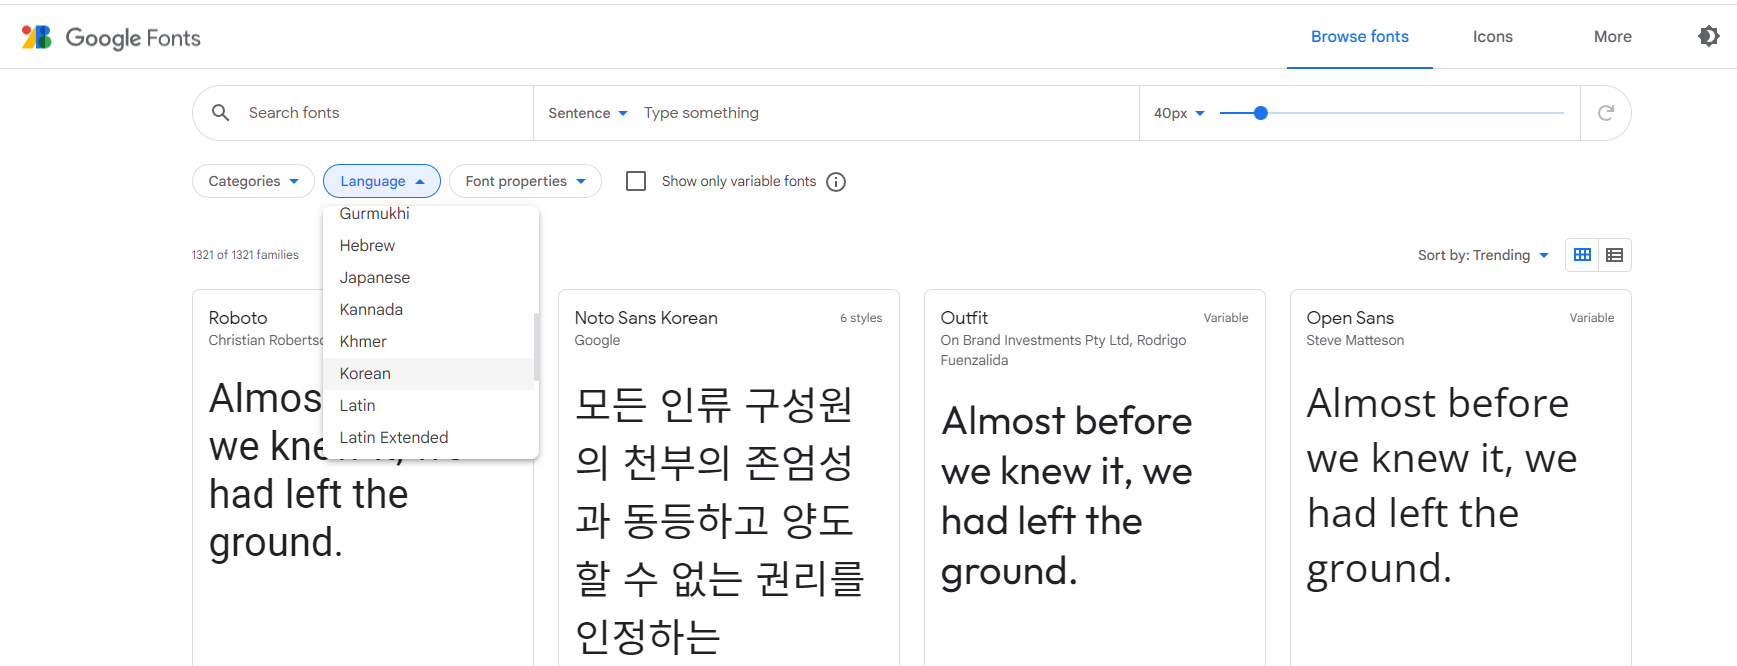 Google Fonts
Browse fonts
Icons
More
Search fonts
Sentence
Type something
40px
Categories
Language
Font properties
Show only variable fonts
Gurmukhi
Hebrew
Japanese
Kannada
Khmer
Korean
Latin
Latin Extended
1321 of 1321 families
Sort by: Trending
Roboto
Christian
we
had left the
ground.
Noto Sans Korean
6 styles
Google
모든 인류 구성원
의 천부의 존엄성
과 동등하고 양도
할 수 없는 권리를
인정하는
Outfit
Variable
On Brand Investments Pty Ltd, Rodrigo
Fuenzalida
Almost before
we knew it, we
had left the
ground.
Open Sans
Variable
Steve Matteson
Almost before
we knew it, we
had left the
ground.